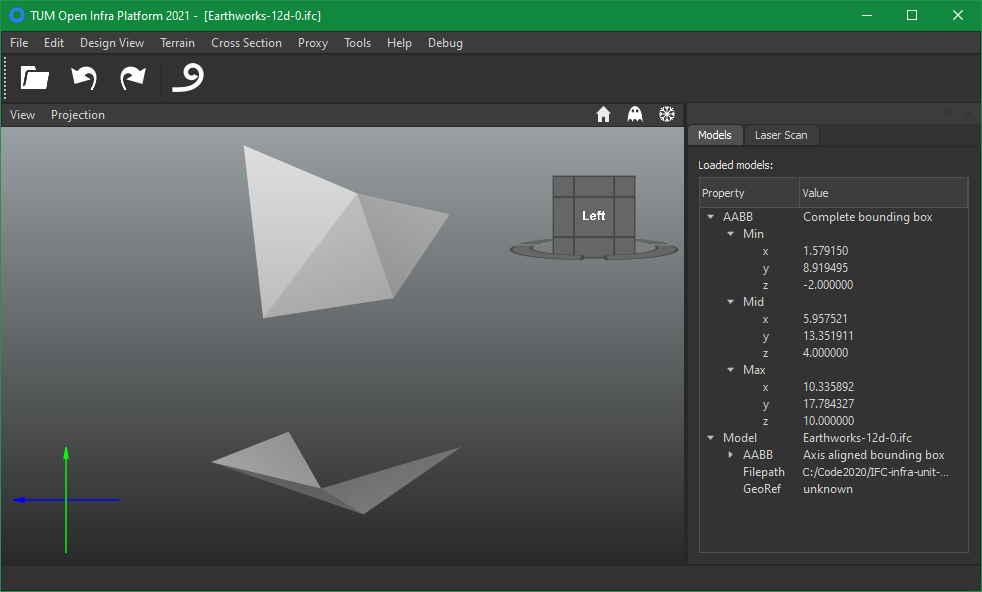 TUM Open Infra Platform 2021 - [Earthworks-12d-0.ifc]
File Edit Design View Terrain Cross Section Proxy Tools Help Debug
View Projection
Left
Models Laser Scan
Loaded models:
Property Value
AABB Complete bounding box
Min
x 1.579150
y 8.919495
z -2.000000
Mid
x 5.957521
y 13.351911
z 4.000000
Max
x 10.335892
y 17.784327
z 10.000000
Model Earthworks-12d-0.ifc
AABB Axis aligned bounding box
Filepath C:/Code2020/IFC-infra-unit-...
GeoRef unknown